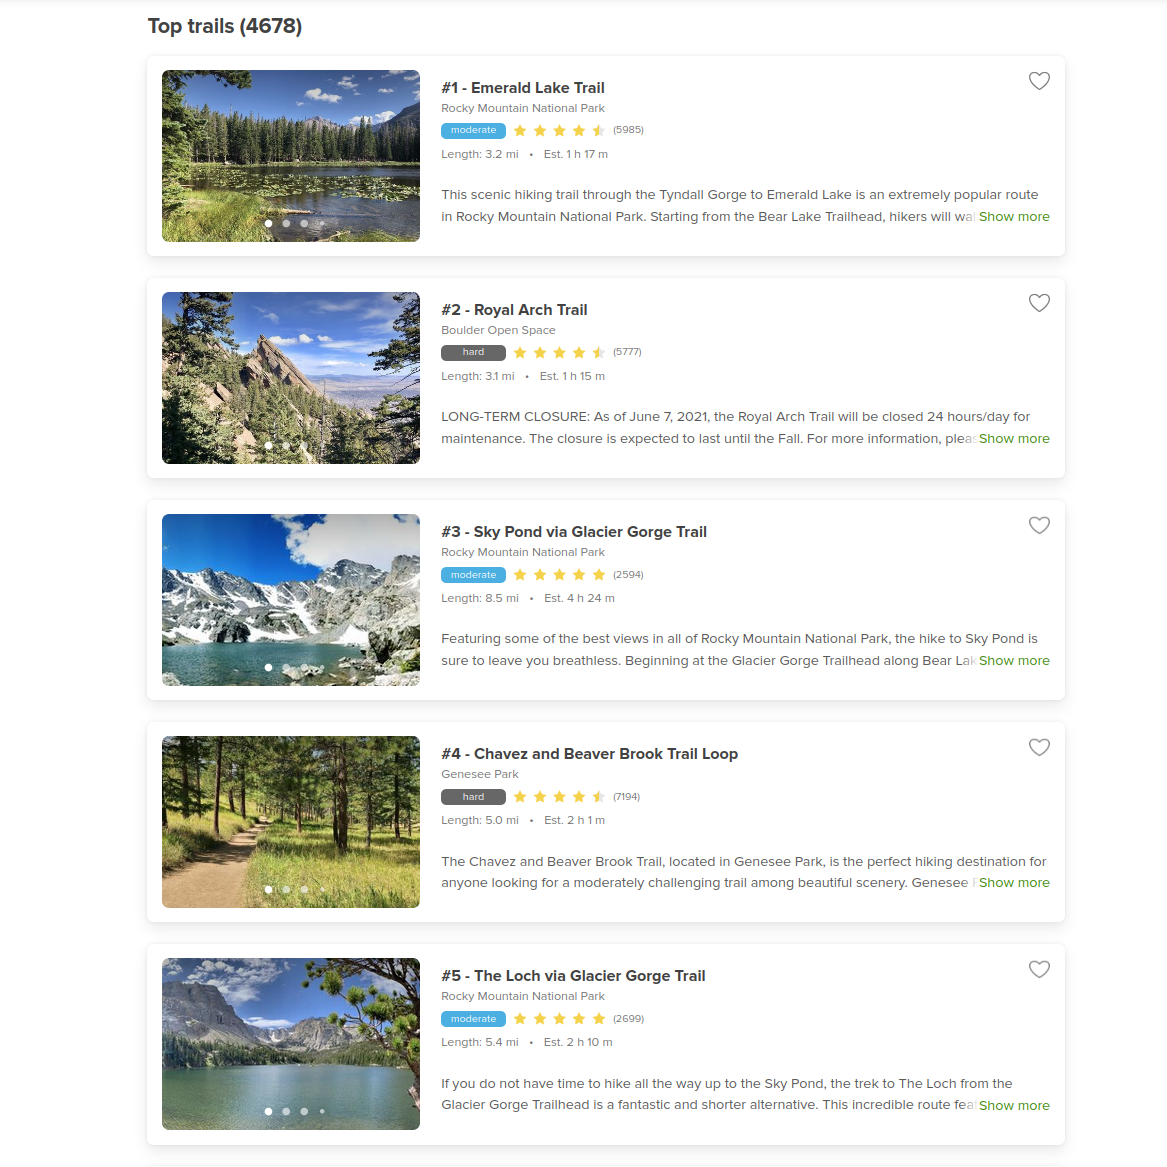 Top trails (4678)
#1 - Emerald Lake Trail
Rocky Mountain National Park
moderate (5985)
Length: 3.2 mi • Est. 1 h 17 m
This scenic hiking trail through the Tyndall Gorge to Emerald Lake is an extremely popular route
in Rocky Mountain National Park. Starting from the Bear Lake Trailhead, hikers will Show more
#2 - Royal Arch Trail
Boulder Open Space
hard (5777)
Length: 3.1 mi • Est. 1 h 15 m
LONG-TERM CLOSURE: As of June 7, 2021, the Royal Arch Trail will be closed 24 hours/day for
maintenance. The closure is expected to last until the Fall. For more information, pleas Show more
#3 - Sky Pond via Glacier Gorge Trail
Rocky Mountain National Park
moderate (2594)
Length: 8.5 mi • Est. 4 h 24 m
Featuring some of the best views in all of Rocky Mountain National Park, the hike to Sky Pond is
sure to leave you breathless. Beginning at the Glacier Gorge Trailhead along Bear Lak Show more
#4 - Chavez and Beaver Brook Trail Loop
Genesee Park
hard (7194)
Length: 5.0 mi • Est. 2 h 1 m
The Chavez and Beaver Brook Trail, located in Genesee Park, is the perfect hiking destination for
anyone looking for a moderately challenging trail among beautiful scenery. Genesee Show more
#5 - The Loch via Glacier Gorge Trail
Rocky Mountain National Park
moderate (2699)
Length: 5.4 mi • Est. 2 h 10 m
If you do not have time to hike all the way up to the Sky Pond, the trek to The Loch from the
Glacier Gorge Trailhead is a fantastic and shorter alternative. This incredible route fea Show more